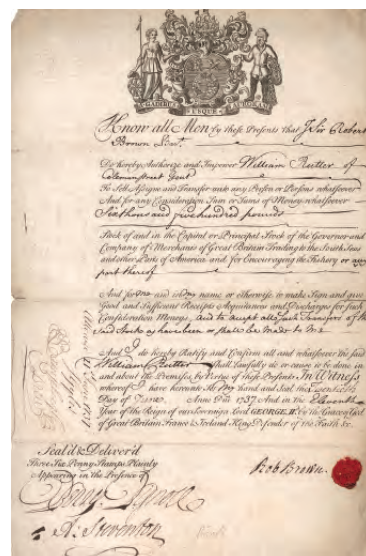 A GADIBUS USQUE AD AURORAM
Know all Men by these Presents that I Sir Robert
Brown
Do hereby Authorize and Impower William Rutter of
Colemanstreet Gent
To Sell Assign and Transfer unto any Person or Persons whatsoever
And for any Consideration Sum or Sums of Money whatsoever
Six thousand five hundred pounds
Stock of and in the Capital or Principal Stock of the Governor and
Company of Merchants of Great Britain Trading to the South Seas
and other Parts of America and for Encouraging the Fishery or any
part thereof
And for me and in my name or otherwise to make Sign and give
Good and Sufficient Receipts Acquittances and Discharges for such
Consideration Moneys, and to accept all such Transfers of the
said Stocks as have been or shall be Made to Me
And I do hereby Ratify and Confirm all and whatsoever the said
William Rutter shall Lawfully do or cause to be done in
and about the Premises, by Virtue of these Presents In Witness
whereof I have hereunto set my hand and Seal the Twentieth
Day of June Anno Dni 1737 And in the Eleventh
Year of the Reign of our Sovereign Lord GEORGE II by the Grace of God
of Great Britain France & Ireland King Defender of the Faith &c.
Seal'd & Deliver'd
Three Six Penny Stamps Plainly
Appearing in the Presence of
Rob Brown.
A: Steventon